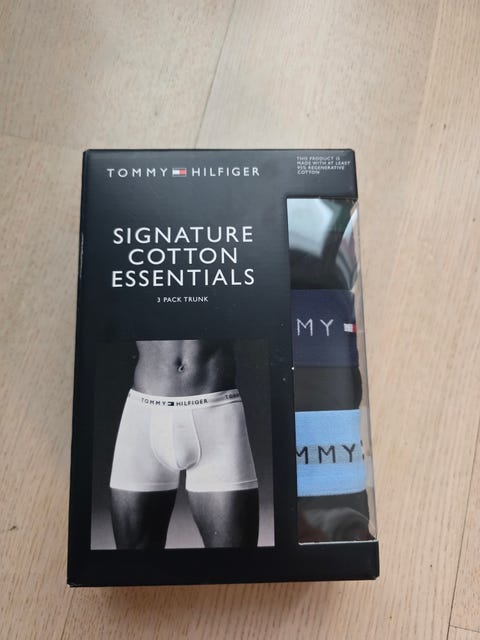 TOMMY HILFIGER
THIS PRODUCT IS
MADE WITH AT LEAST
95% REGENERATIVE
COTTON
SIGNATURE
COTTON
ESSENTIALS
3 PACK TRUNK
MY
TOMMY HILFIGER
MMY